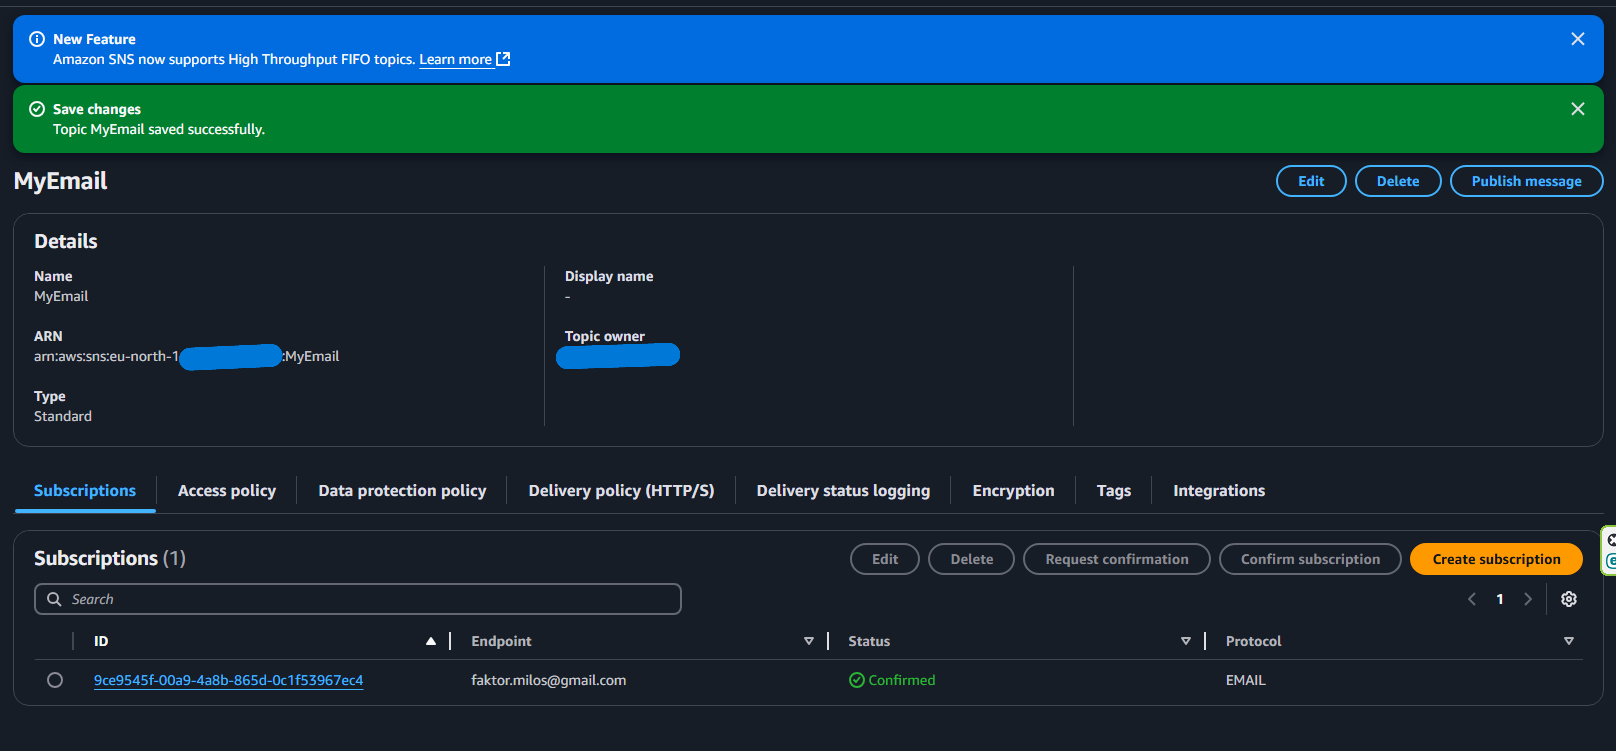 New Feature
Amazon SNS now supports High Throughput FIFO topics. Learn more
Save changes
Topic MyEmail saved successfully.
MyEmail
Edit
Delete
Publish message
Details
Name
MyEmail
Display name
-
ARN
arn:aws:sns:eu-north-1 :MyEmail
Topic owner
Type
Standard
Subscriptions
Access policy
Data protection policy
Delivery policy (HTTP/S)
Delivery status logging
Encryption
Tags
Integrations
Subscriptions (1)
Edit
Delete
Request confirmation
Confirm subscription
Create subscription
Search
1
ID
Endpoint
Status
Protocol
9ce9545f-00a9-4a8b-865d-0c1f53967ec4
faktor.milos@gmail.com
Confirmed
EMAIL